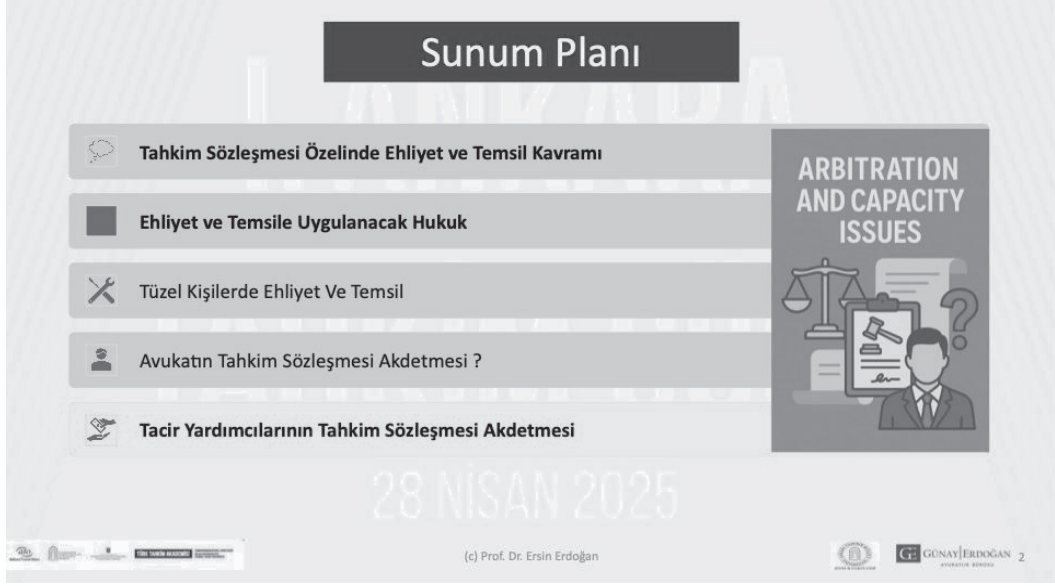 Sunum Planı
Tahkim Sözleşmesi Özelinde Ehliyet ve Temsil Kavramı
Ehliyet ve Temsile Uygulanacak Hukuk
Tüzel Kişilerde Ehliyet Ve Temsil
Avukatın Tahkim Sözleşmesi Akdetmesi ?
Tacir Yardımcılarının Tahkim Sözleşmesi Akdetmesi
ARBITRATION
AND CAPACITY
ISSUES
28 NİSAN 2025
(c) Prof. Dr. Ersin Erdoğan
GE GÜNAY|ERDOĞAN
AVUKATLIK BÜROSU
2